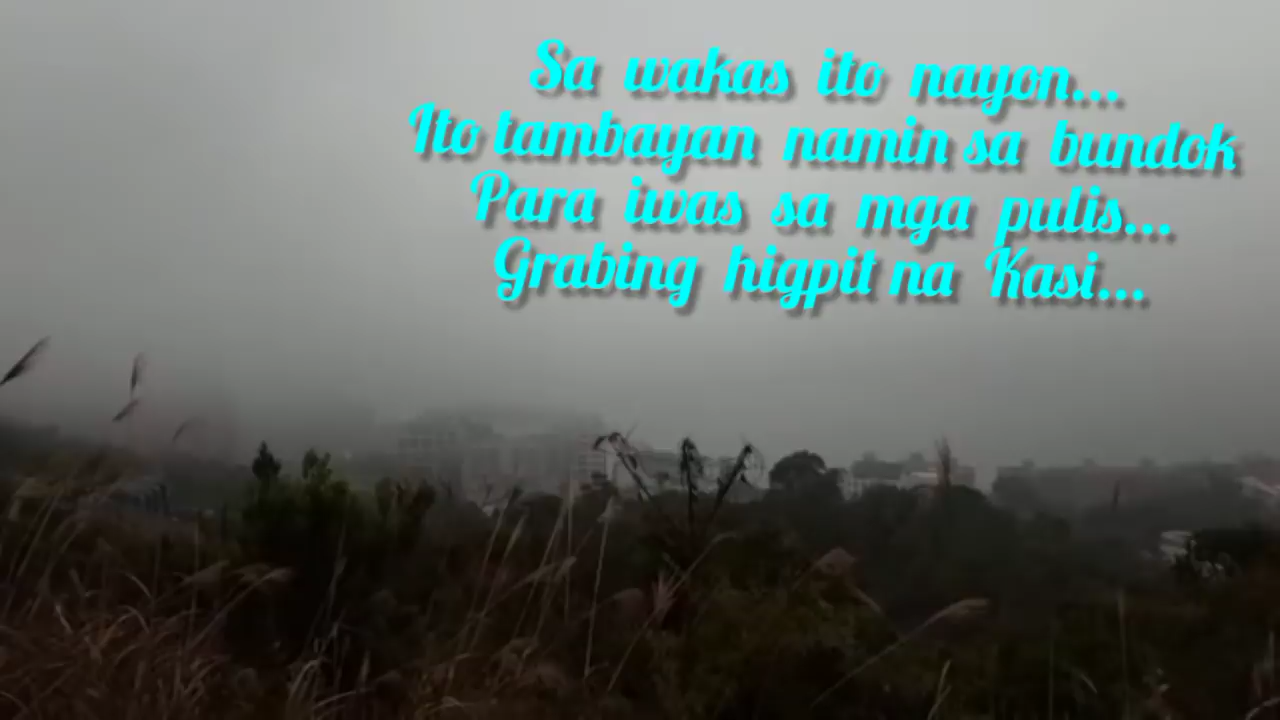 Sa wakas ito nayon...
Ito tambayan namin sa bundok
Para iwas sa mga pulis...
Grabing higpit na Kasi...